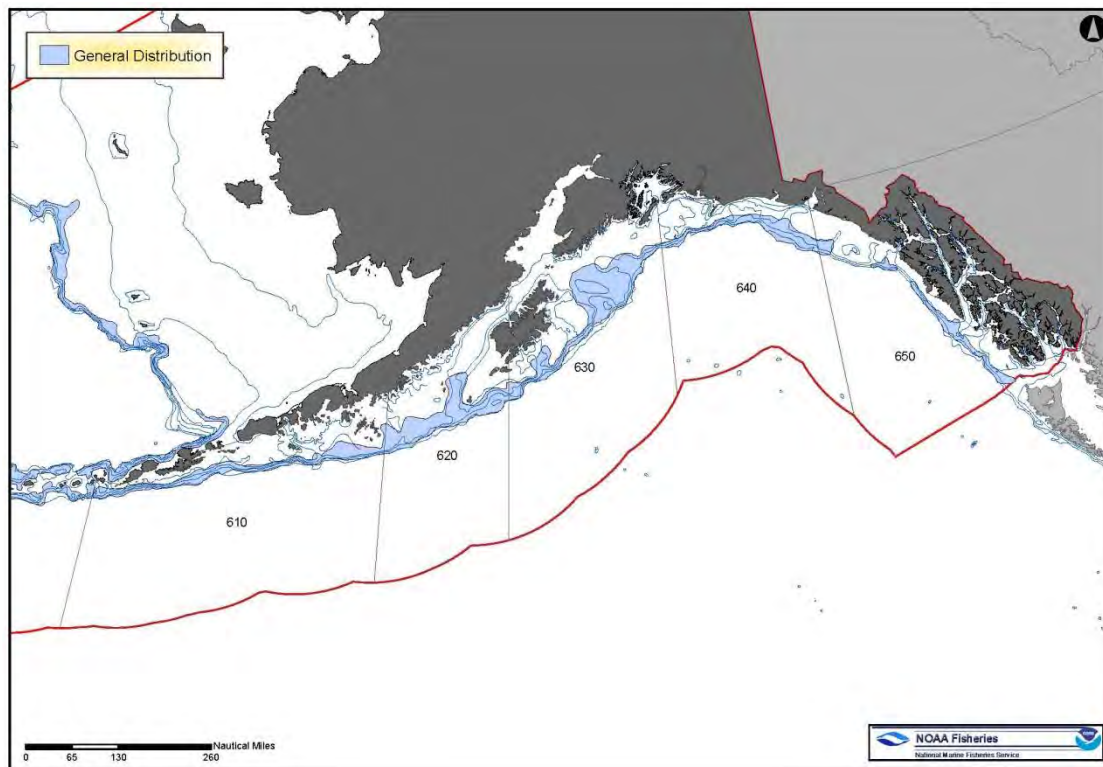 General Distribution
640
650
630
620
610
Nautical Miles
0 65 130 260
NOAA Fisheries
National Marine Fisheries Service